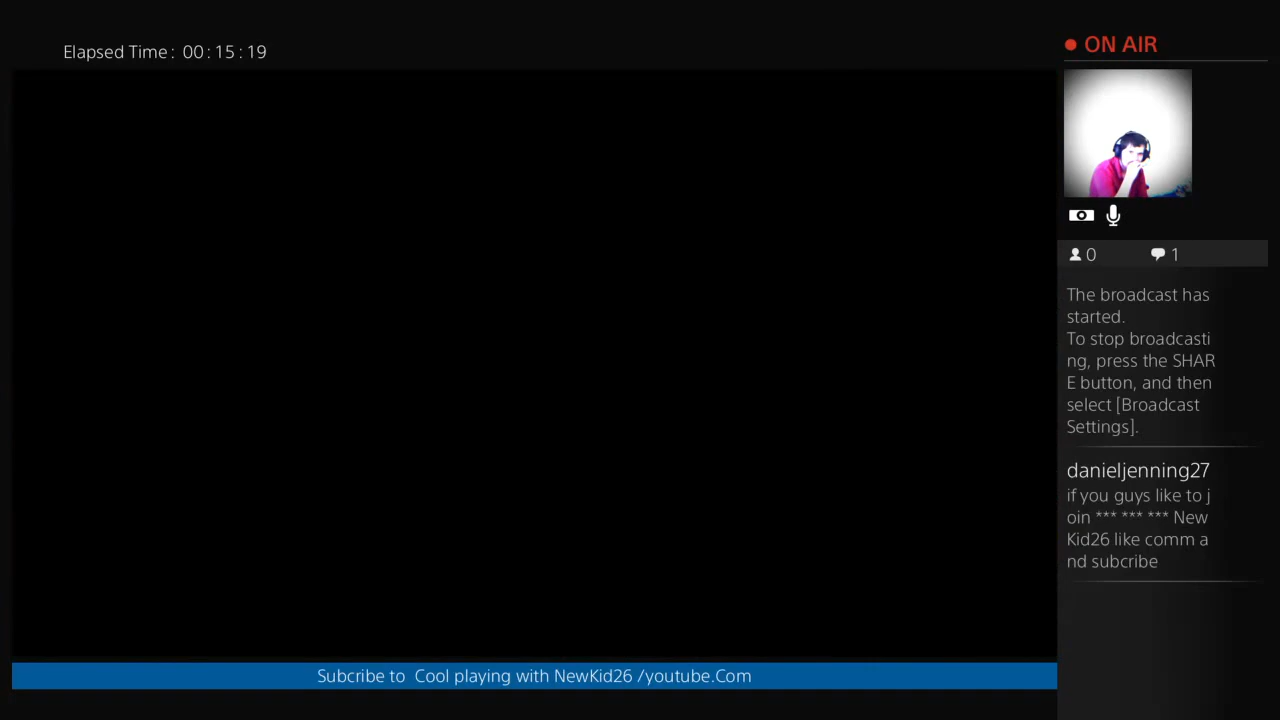 Elapsed Time: 00:15:19
ON AIR
0
1
The broadcast has
started.
To stop broadcasti
ng, press the SHAR
E button, and then
select [Broadcast
Settings].
danieljenning27
if you guys like to j
oin *** *** *** New
Kid26 like comm a
nd subcribe
Subcribe to Cool playing with NewKid26 /youtube.Com